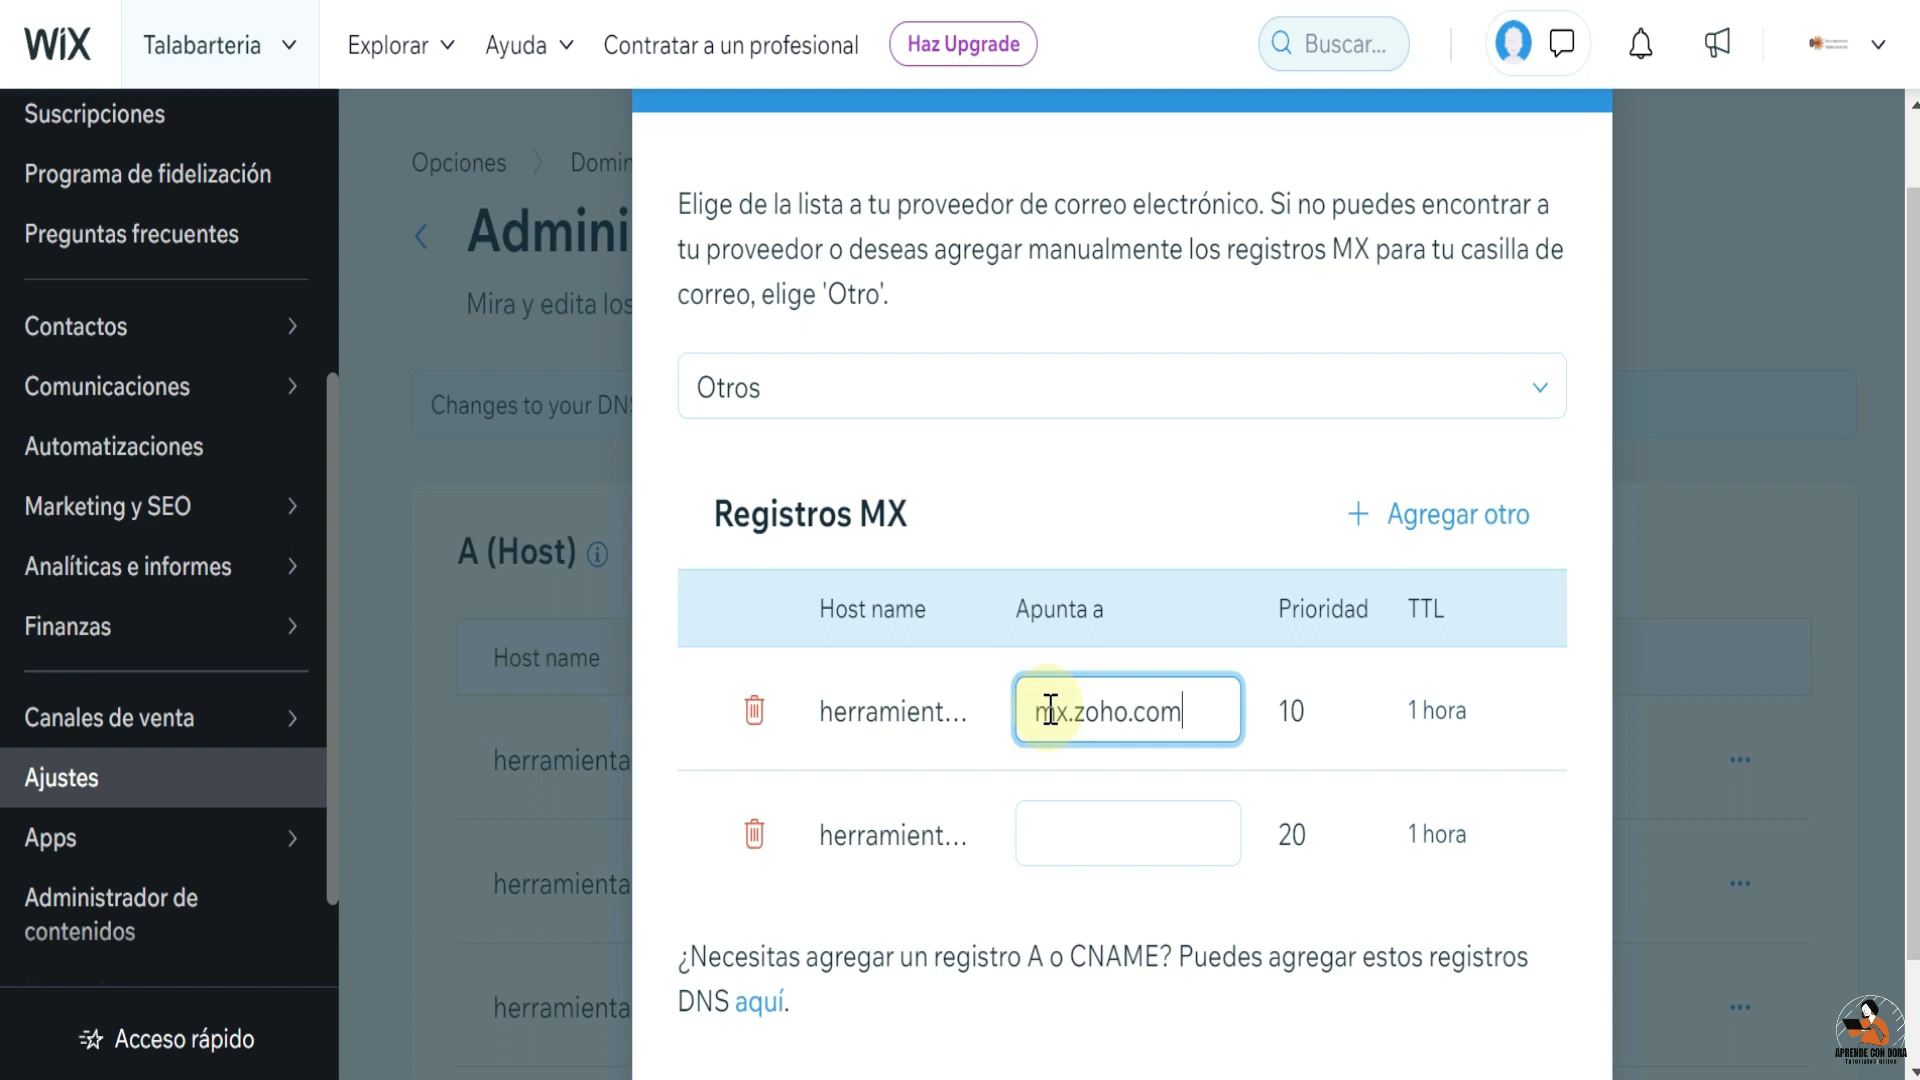 WiX
Talabarteria
Explorar
Ayuda
Contratar a un profesional
Haz Upgrade
Buscar...
Suscripciones
Programa de fidelización
Preguntas frecuentes
Contactos
Comunicaciones
Automatizaciones
Marketing y SEO
Analíticas e informes
Finanzas
Canales de venta
Ajustes
Apps
Administrador de
contenidos
Acceso rápido
Opciones
Domin
Admini
Mira y edita los
Changes to your DNS
A (Host)
Host name
herramienta
herramienta
herramienta
Elige de la lista a tu proveedor de correo electrónico. Si no puedes encontrar a
tu proveedor o deseas agregar manualmente los registros MX para tu casilla de
correo, elige 'Otro'.
Otros
Registros MX
+ Agregar otro
Host name Apunta a Prioridad TTL
herramient... mx.zoho.com 10 1 hora
herramient... 20 1 hora
¿Necesitas agregar un registro A o CNAME? Puedes agregar estos registros
DNS aquí.
APRENDE CON DORA